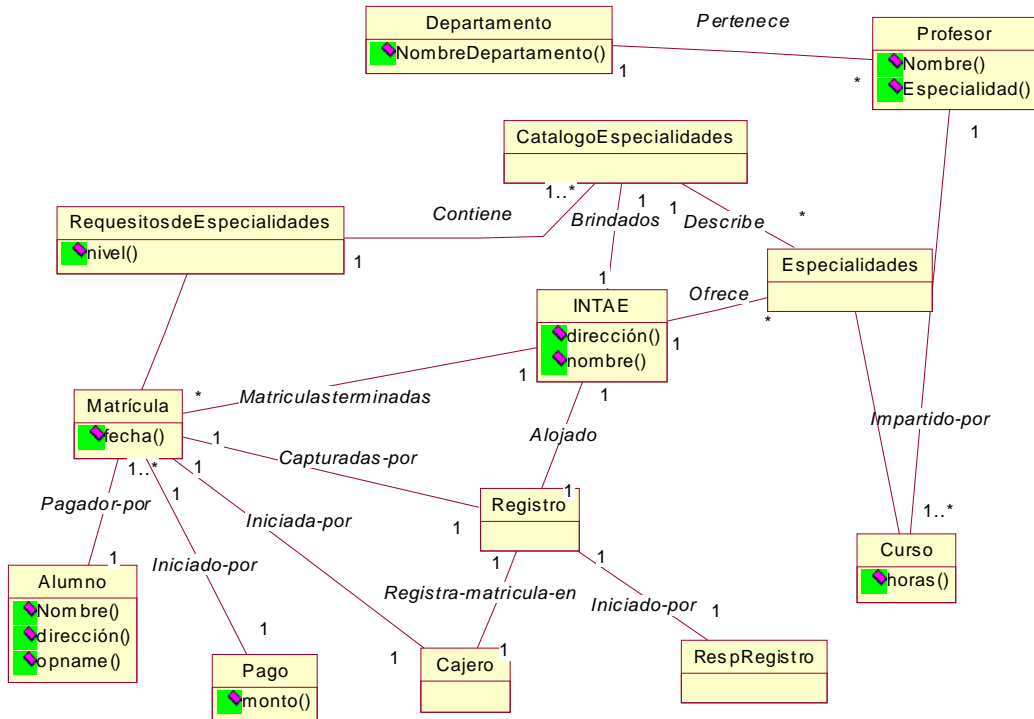 Departamento
NombreDepartamento()
Pertenece
1
*
Profesor
Nombre()
Especialidad()
1
CatalogoEspecialidades
1..*
1
1
Contiene
Brindados
Describe
*
RequesitosdeEspecialidades
nivel()
1
1
Especialidades
INTAE
dirección()
nombre()
Ofrece
1
*
1
1
Matrículasterminadas
*
Matrícula
fecha()
1
1..*
1
1
Capturadas-por
Alojado
Impartido-por
Registro
1
1
1
1
Pagador-por
1
Iniciado-por
1
Iniciada-por
1
Registra-matricula-en
1
Iniciado-por
1
1..*
Curso
horas()
Alumno
Nombre()
dirección()
opname()
Pago
monto()
Cajero
RespRegistro